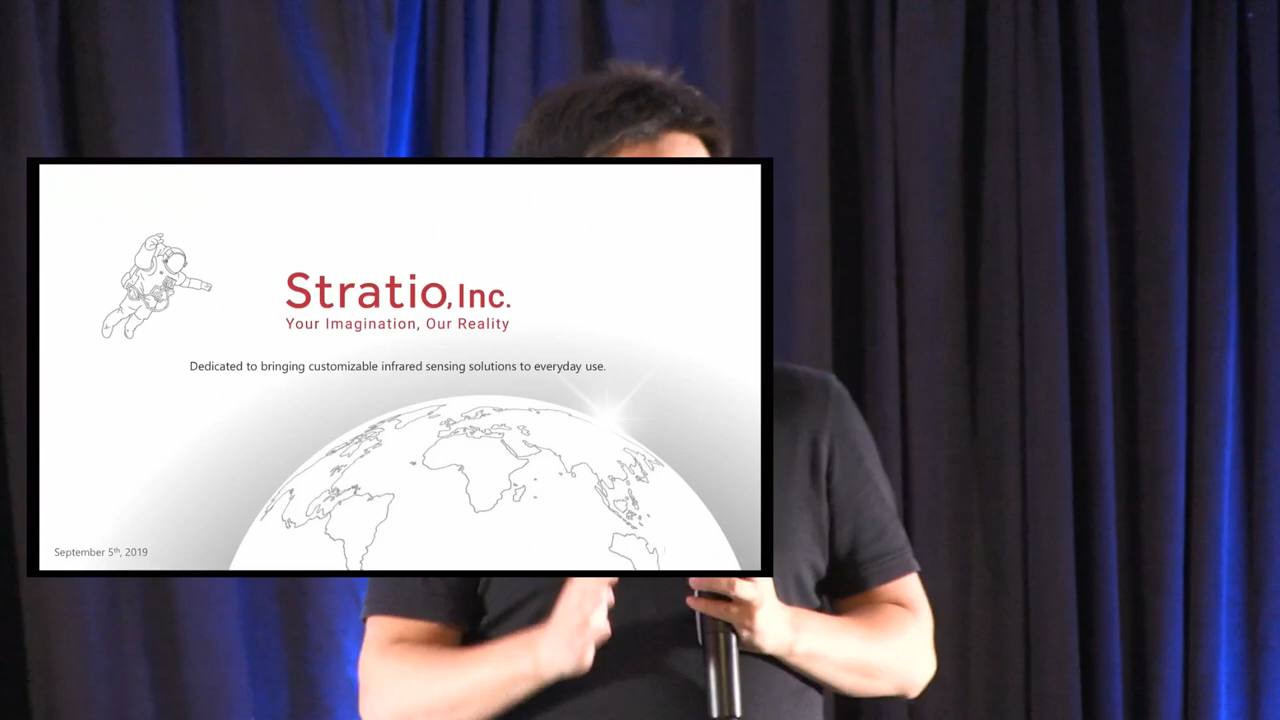 Stratio, Inc.
Your Imagination, Our Reality
Dedicated to bringing customizable infrared sensing solutions to everyday use.
September 5th, 2019